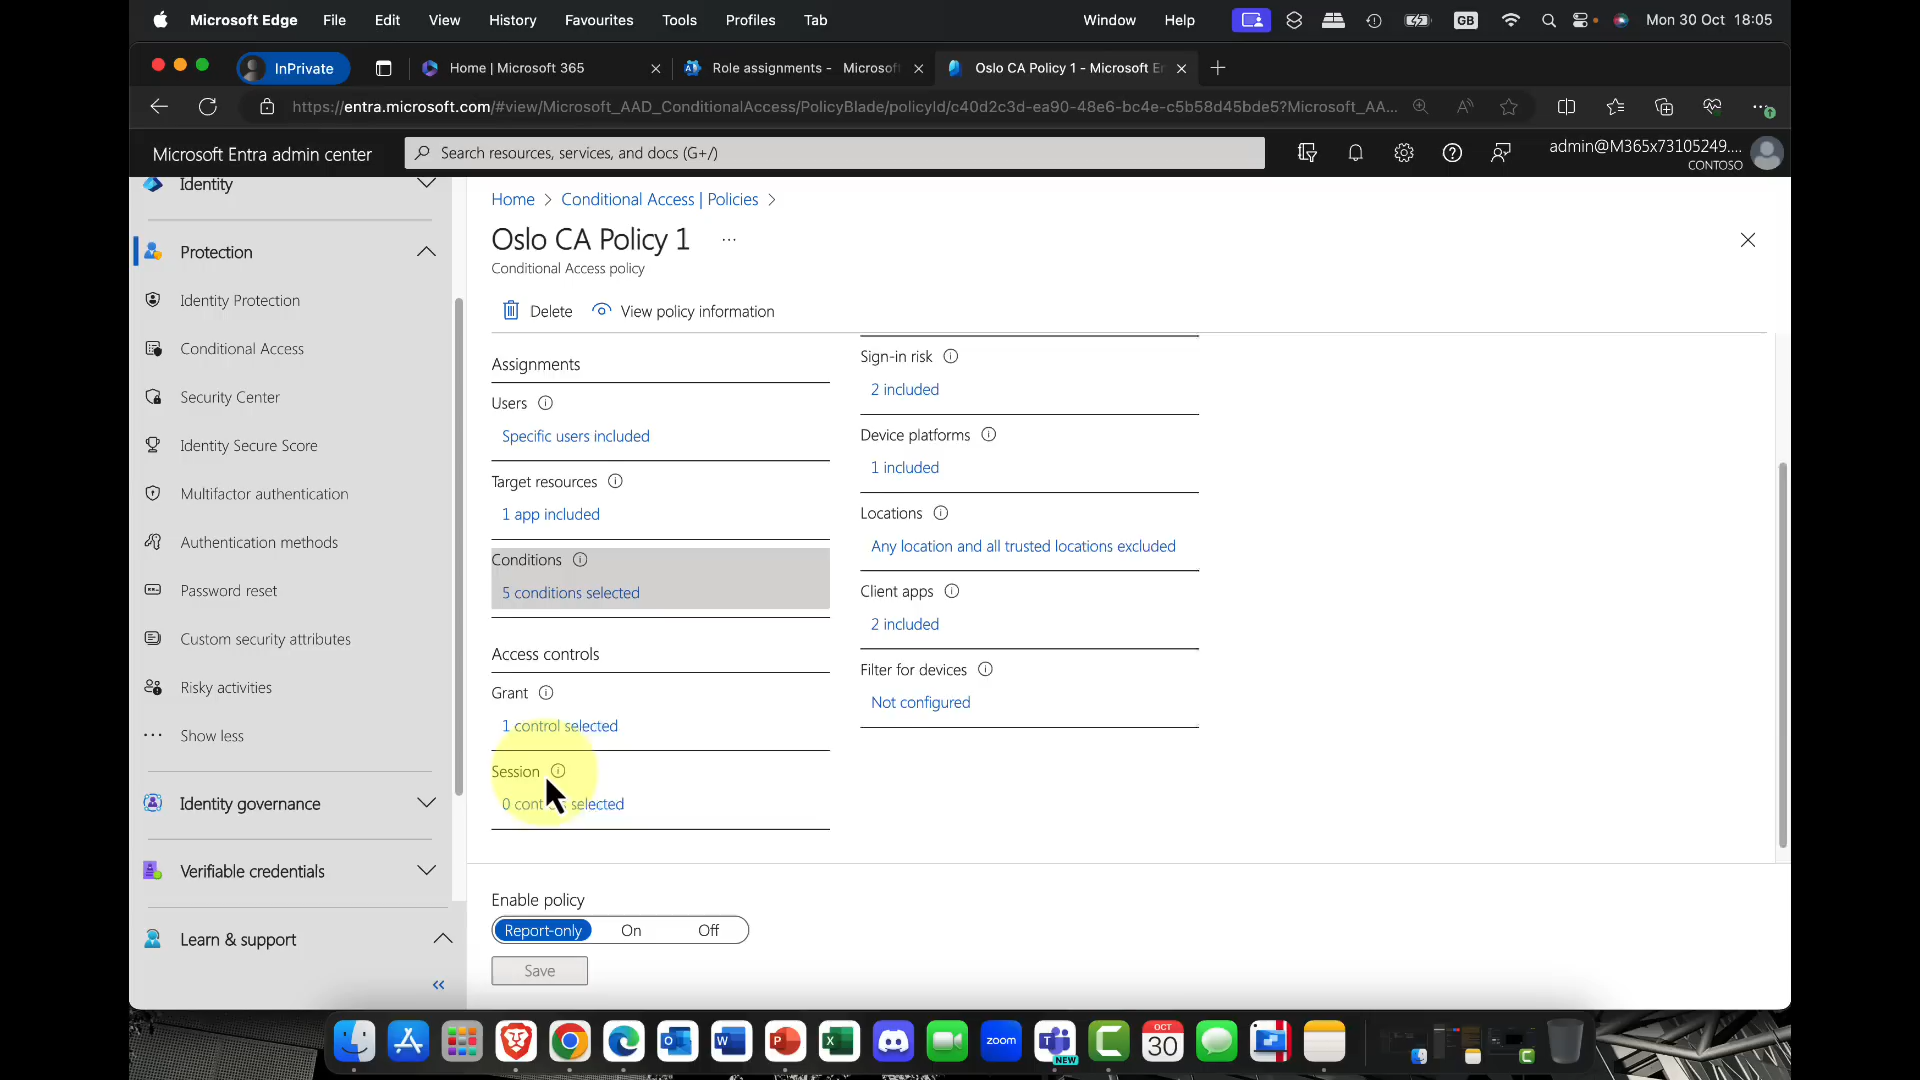 Microsoft Edge File Edit View History Favourites Tools Profiles Tab Window Help GB Mon 30 Oct 18:05
InPrivate Home | Microsoft 365 Role assignments - Microsof Oslo CA Policy 1 - Microsoft E
https://entra.microsoft.com/#view/Microsoft_AAD_ConditionalAccess/PolicyBlade/policyId/c40d2c3d-ea90-48e6-bc4e-c5b58d45bde5?Microsoft_AA...
Microsoft Entra admin center Search resources, services, and docs (G+/) admin@M365x73105249....
CONTOSO
Identity
Protection
Identity Protection
Conditional Access
Security Center
Identity Secure Score
Multifactor authentication
Authentication methods
Password reset
Custom security attributes
Risky activities
Show less
Identity governance
Verifiable credentials
Learn & support
Home > Conditional Access | Policies >
Oslo CA Policy 1 ...
Conditional Access policy
Delete View policy information
Assignments
Users
Specific users included
Target resources
1 app included
Conditions
5 conditions selected
Access controls
Grant
1 control selected
Session
0 selected
Sign-in risk
2 included
Device platforms
1 included
Locations
Any location and all trusted locations excluded
Client apps
2 included
Filter for devices
Not configured
Enable policy
Report-only On Off
Save
zoom
NEW
OCT
30